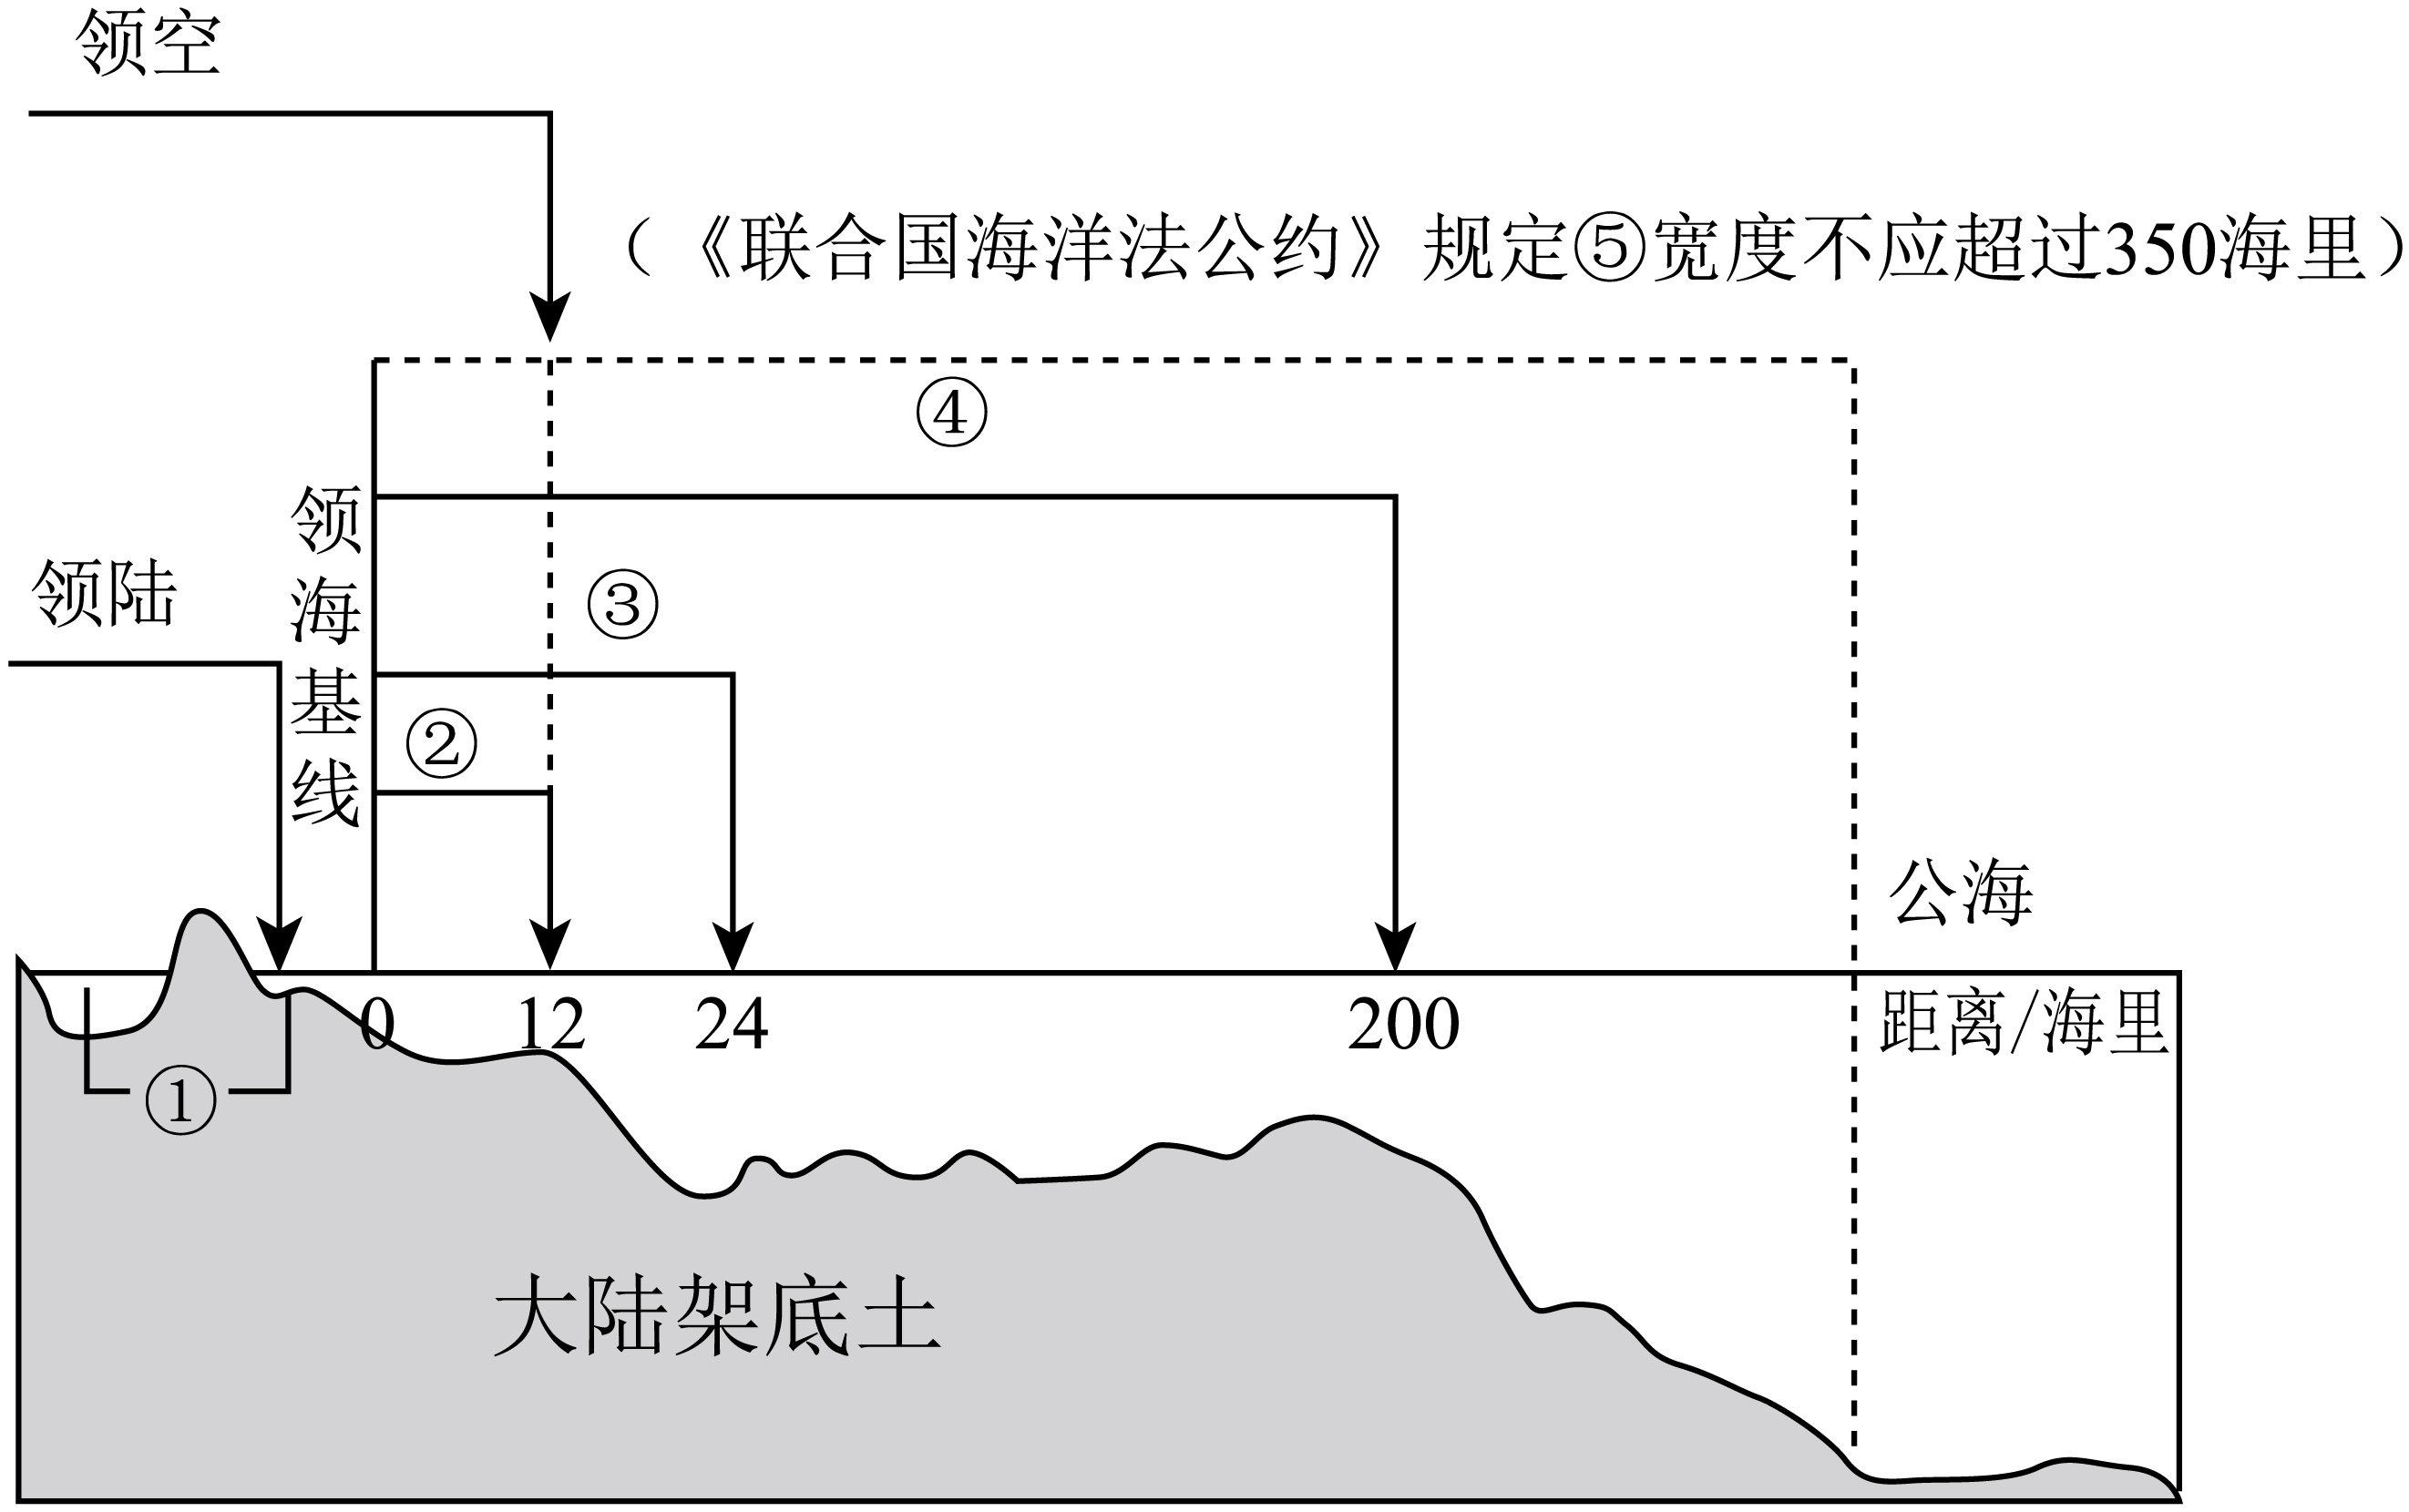 领空
（《联合国海洋法公约》规定⑤宽度不应超过350海里）
④
领海基线
③
领陆
②
公海
0
12
24
200
距离/海里
①
大陆架底土